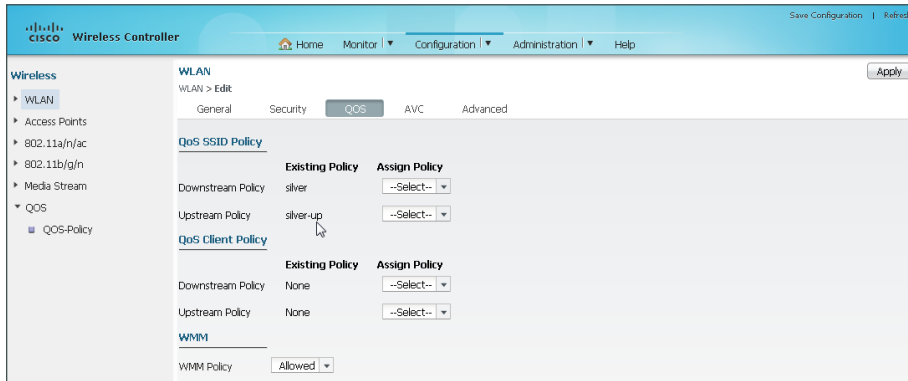 Save Configuration | Refresh
CISCO Wireless Controller
Home Monitor Configuration Administration Help
Wireless
WLAN
Access Points
802.11a/n/ac
802.11b/g/n
Media Stream
QOS
QOS-Policy
WLAN
Apply
WLAN > Edit
General Security QOS AVC Advanced
QoS SSID Policy
Existing Policy Assign Policy
Downstream Policy silver --Select--
Upstream Policy silver-up --Select--
QoS Client Policy
Existing Policy Assign Policy
Downstream Policy None --Select--
Upstream Policy None --Select--
WMM
WMM Policy Allowed